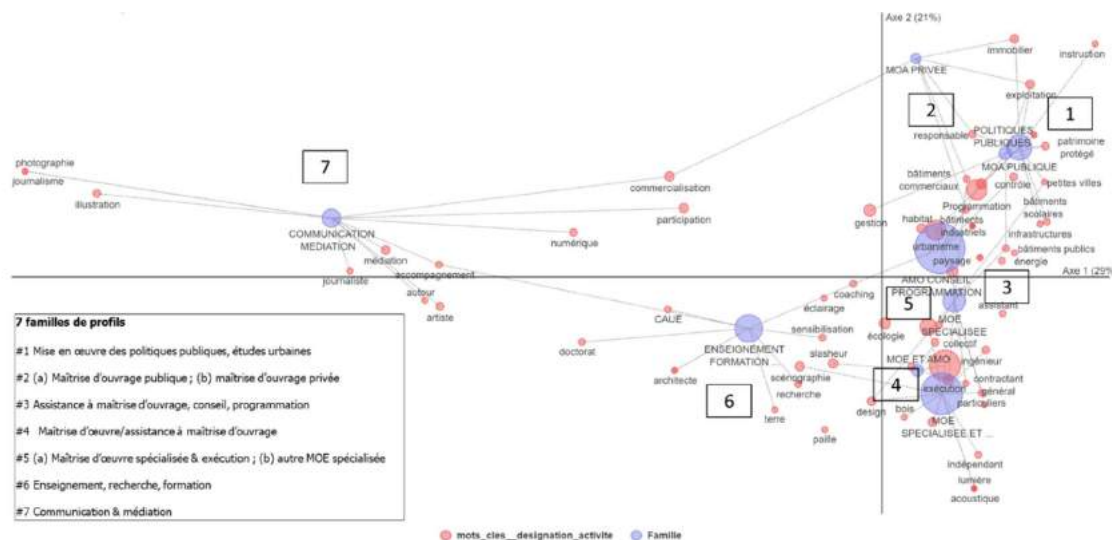 Axe 2 (21%)
immobilier
instrustion
MOA PRIVEE
exploitation
2
1
responsable
POLITIQUES
PUBLIQUES
patrimoine
protégé
photographie
journalisme
7
MOA PUBLIQUE
bâtiments
commerciaux
contrôle
petites villes
illustration
commercialisation
Programmation
bâtiments
scolaires
participation
gestion
habitat
bâtiments
industriels
infrastructures
COMMUNICATION
MEDIATION
numérique
urbanisme
bâtiments publics
médiation
paysage
énergie
journaliste
accompagnement
AMO CONSEIL
PROGRAMMATION
Axe 1 (29%
3
coaching
auteur
artiste
éclairage
5
assistant
CAUE
MOE
SPECIALISEE
sensibilisation
écologie
collectif
doctorat
ENSEIGNEMENT
FORMATION
slasheur
MOE ET AMO
ingénieur
architecte
scénographie
recherche
4
exécution
contractant
général
particuliers
6
terre
design
bois
MOE
SPECIALISEE ET ...
paille
indépendant
lumière
acoustique
7 familles de profils
#1 Mise en œuvre des politiques publiques, études urbaines
#2 (a) Maîtrise d'ouvrage publique ; (b) maîtrise d'ouvrage privée
#3 Assistance à maîtrise d'ouvrage, conseil, programmation
#4 Maîtrise d'œuvre/assistance à maîtrise d'ouvrage
#5 (a) Maîtrise d'œuvre spécialisée & exécution ; (b) autre MOE spécialisée
#6 Enseignement, recherche, formation
#7 Communication & médiation
mots_cles__designation_activite Famille